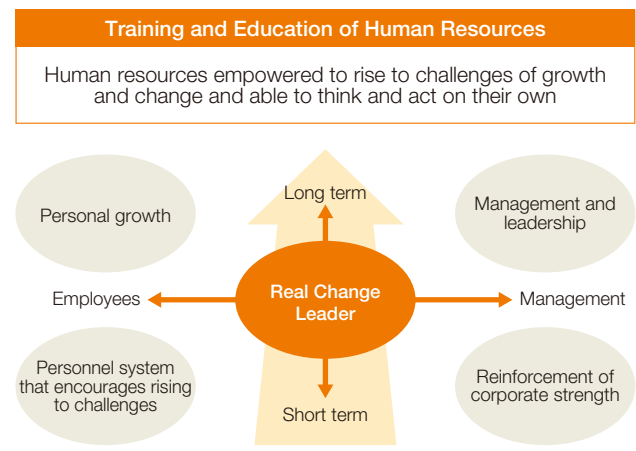 Training and Education of Human Resources
Human resources empowered to rise to challenges of growth
and change and able to think and act on their own
Long term
Personal growth
Management and
leadership
Employees
Real Change
Leader
Management
Personnel system
that encourages rising
to challenges
Short term
Reinforcement of
corporate strength